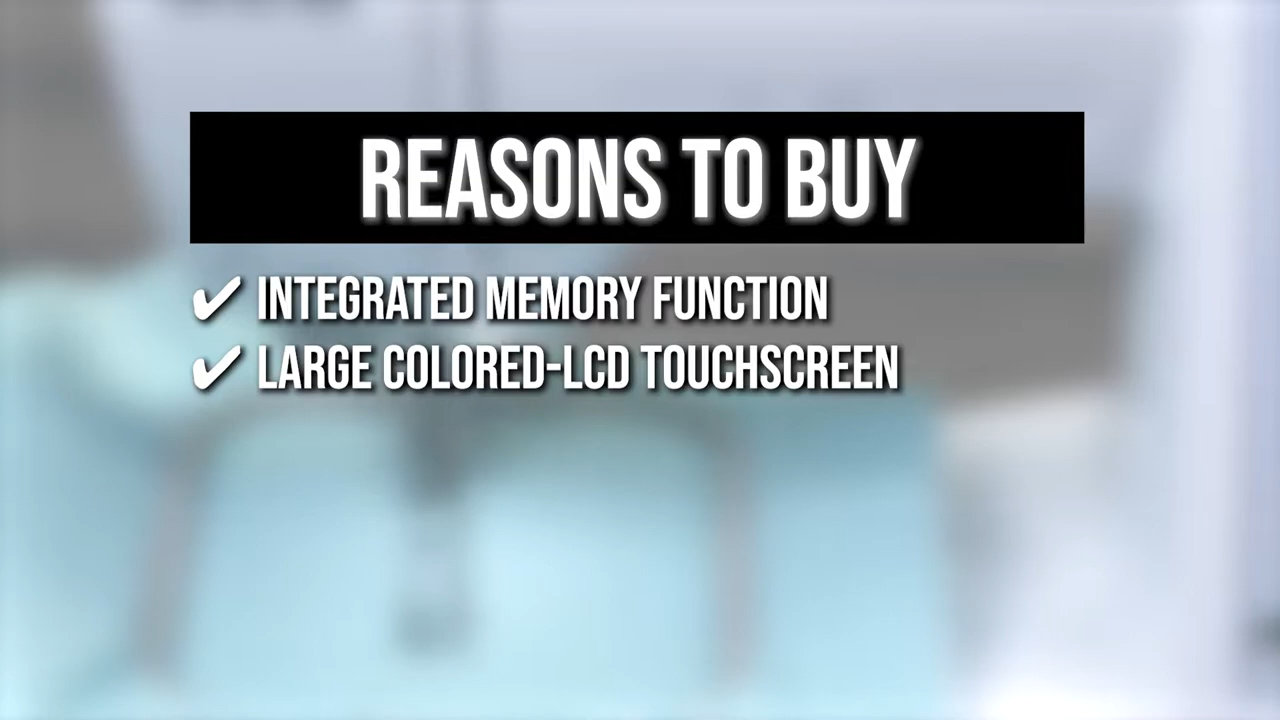 REASONS TO BUY
✔ INTEGRATED MEMORY FUNCTION
✔ LARGE COLORED-LCD TOUCHSCREEN